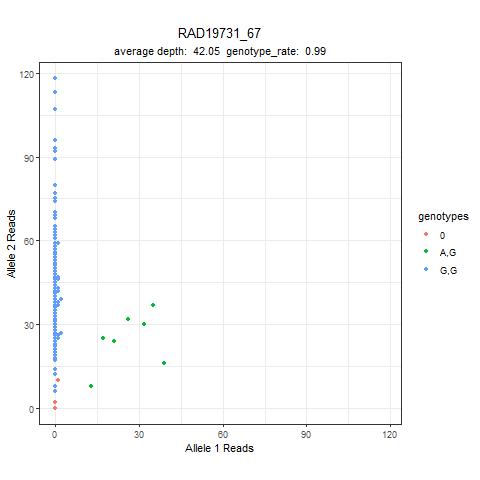 RAD19731_67
average depth:  42.05  genotype_rate:  0.99
120
90
60
30
0
Allele 2 Reads
0
30
60
90
120
Allele 1 Reads
genotypes
0
A,G
G,G